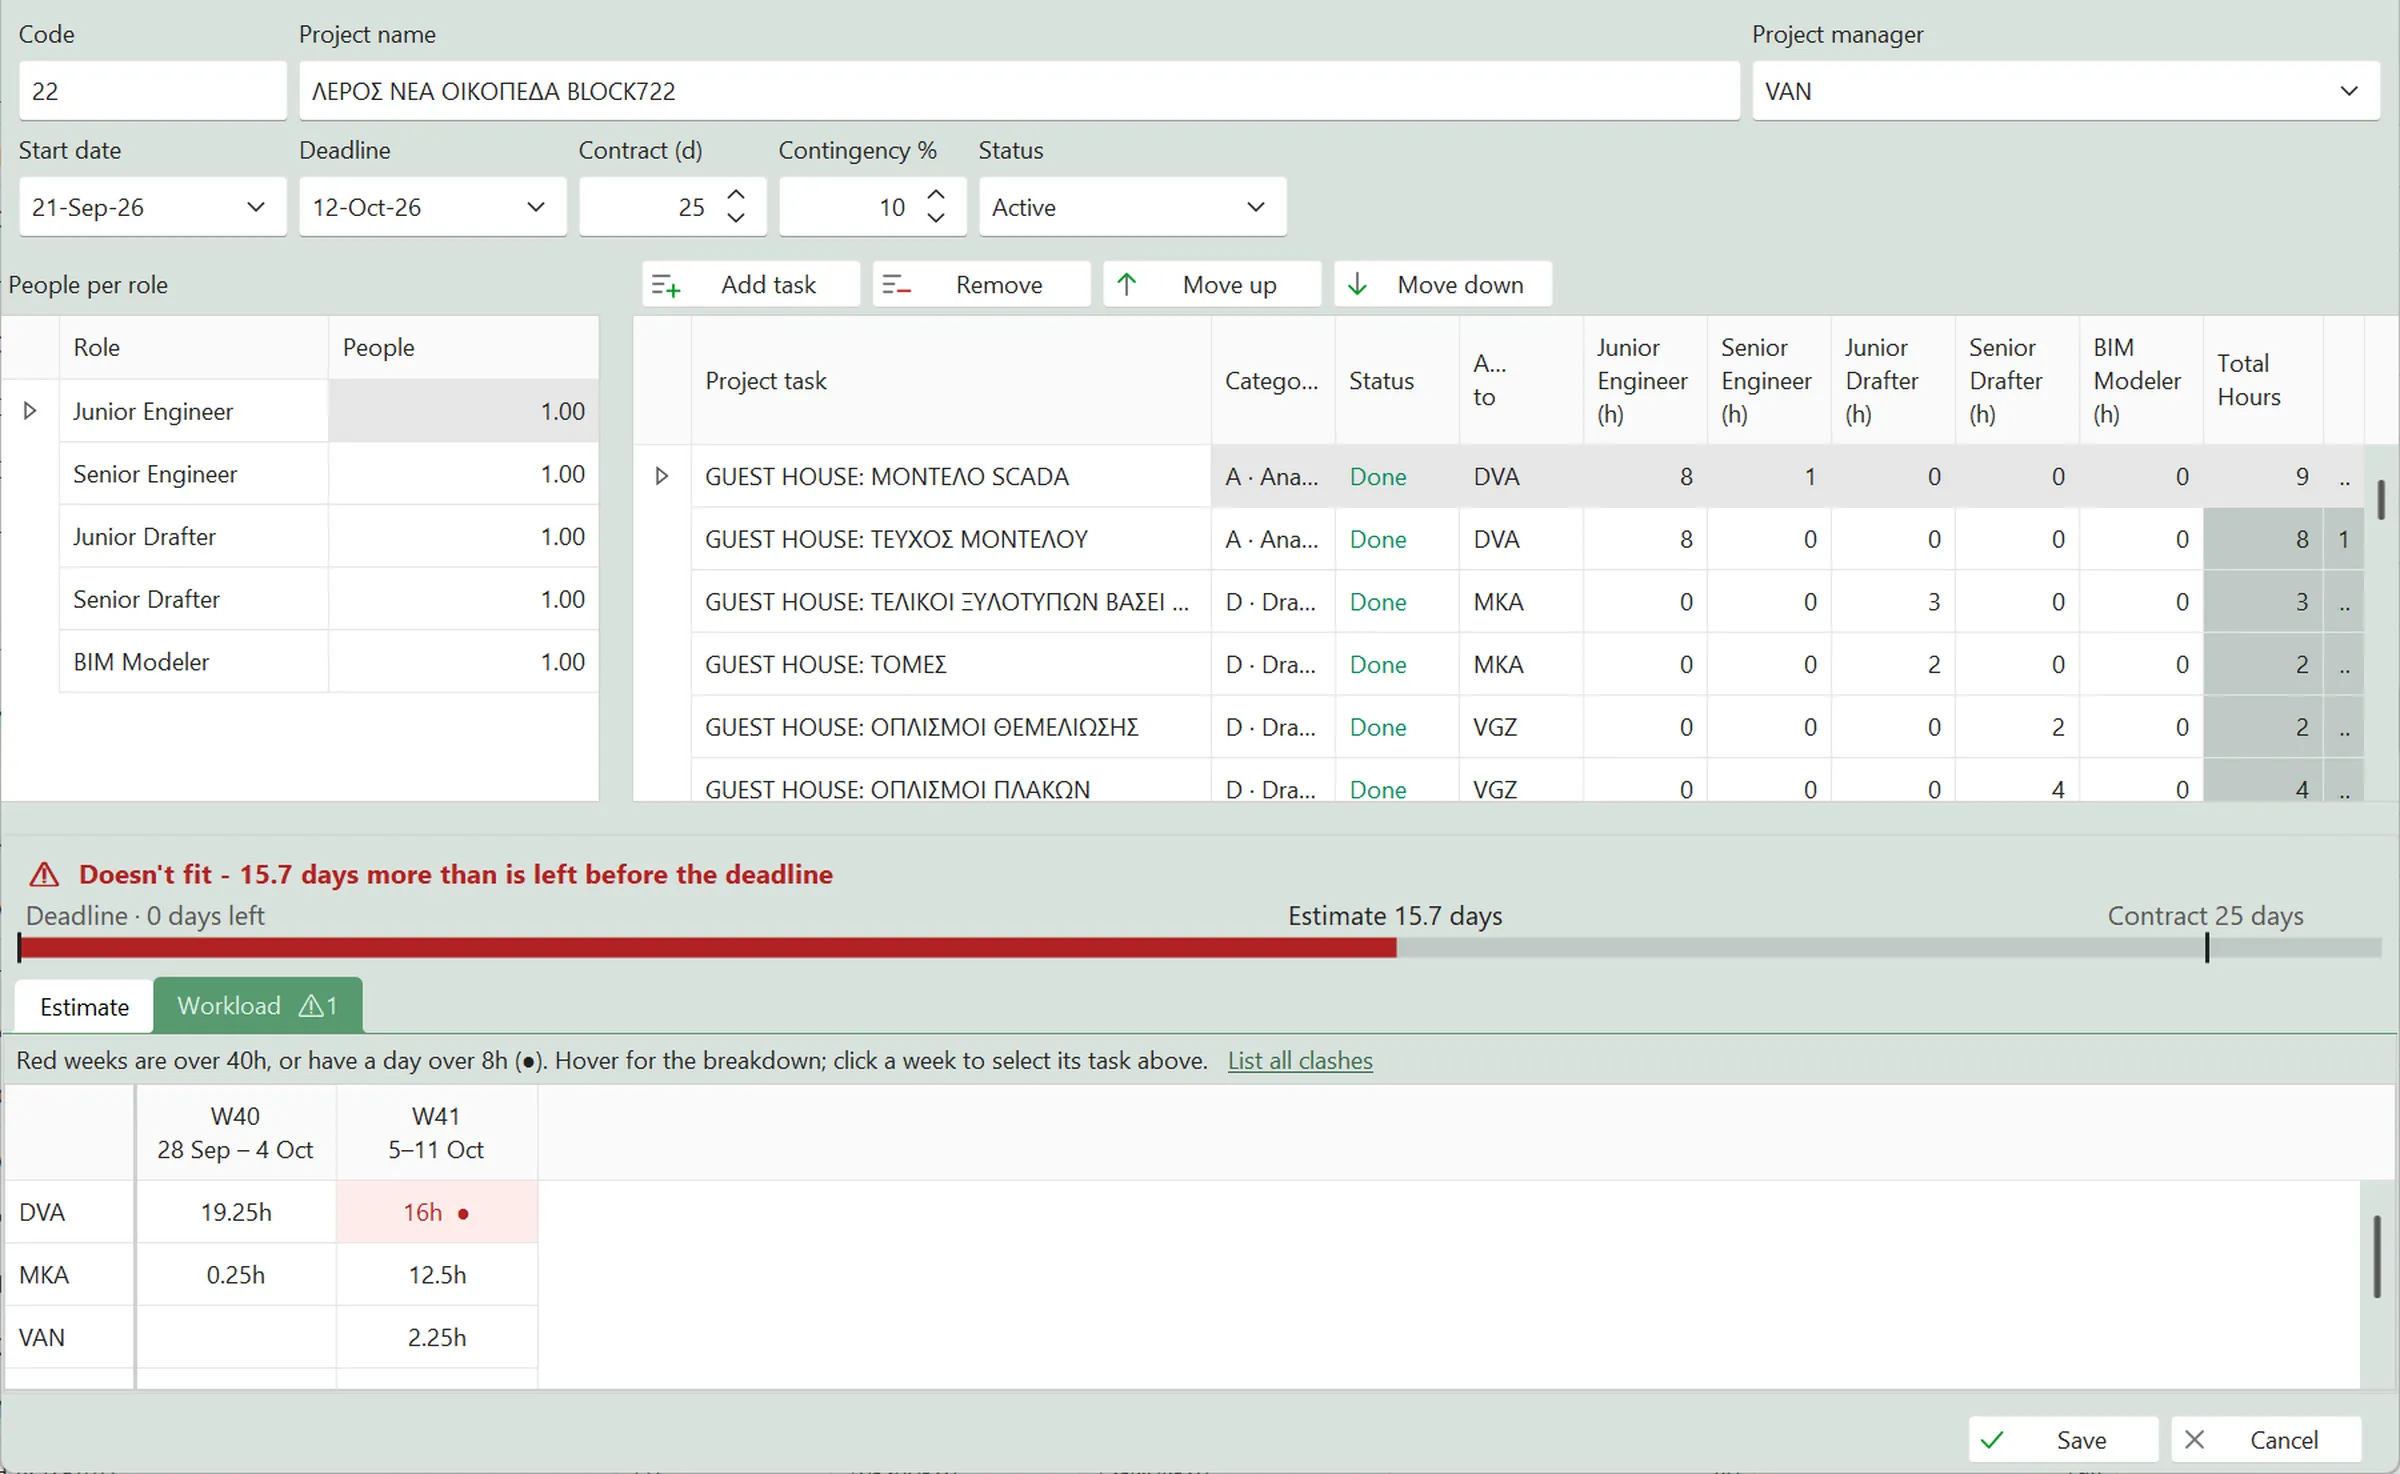 Code
Project name
Project manager
22
ΛΕΡΟΣ ΝΕΑ ΟΙΚΟΠΕΔΑ BLOCK722
VAN
Start date
Deadline
Contract (d)
Contingency %
Status
21-Sep-26
12-Oct-26
25
10
Active
People per role
Add task
Remove
Move up
Move down
Role
People
Junior Engineer 1.00
Senior Engineer 1.00
Junior Drafter 1.00
Senior Drafter 1.00
BIM Modeler 1.00
Project task
Catego...
Status
A... to
Junior Engineer (h)
Senior Engineer (h)
Junior Drafter (h)
Senior Drafter (h)
BIM Modeler (h)
Total Hours
GUEST HOUSE: ΜΟΝΤΕΛΟ SCADA A · Ana... Done DVA 8 1 0 0 0 9 ..
GUEST HOUSE: ΤΕΥΧΟΣ ΜΟΝΤΕΛΟΥ A · Ana... Done DVA 8 0 0 0 0 8 1
GUEST HOUSE: ΤΕΛΙΚΟΙ ΞΥΛΟΤΥΠΩΝ ΒΑΣΕΙ ... D · Dra... Done MKA 0 0 3 0 0 3 ..
GUEST HOUSE: ΤΟΜΕΣ D · Dra... Done MKA 0 0 2 0 0 2 ..
GUEST HOUSE: ΟΠΛΙΣΜΟΙ ΘΕΜΕΛΙΩΣΗΣ D · Dra... Done VGZ 0 0 0 2 0 2 ..
GUEST HOUSE: ΟΠΛΙΣΜΟΙ ΠΛΑΚΩΝ D · Dra... Done VGZ 0 0 0 4 0 4 ..
Doesn't fit - 15.7 days more than is left before the deadline
Deadline · 0 days left
Estimate 15.7 days
Contract 25 days
Estimate
Workload ⚠1
Red weeks are over 40h, or have a day over 8h (●). Hover for the breakdown; click a week to select its task above. List all clashes
W40
28 Sep – 4 Oct
W41
5–11 Oct
DVA 19.25h 16h ●
MKA 0.25h 12.5h
VAN 2.25h
Save
Cancel